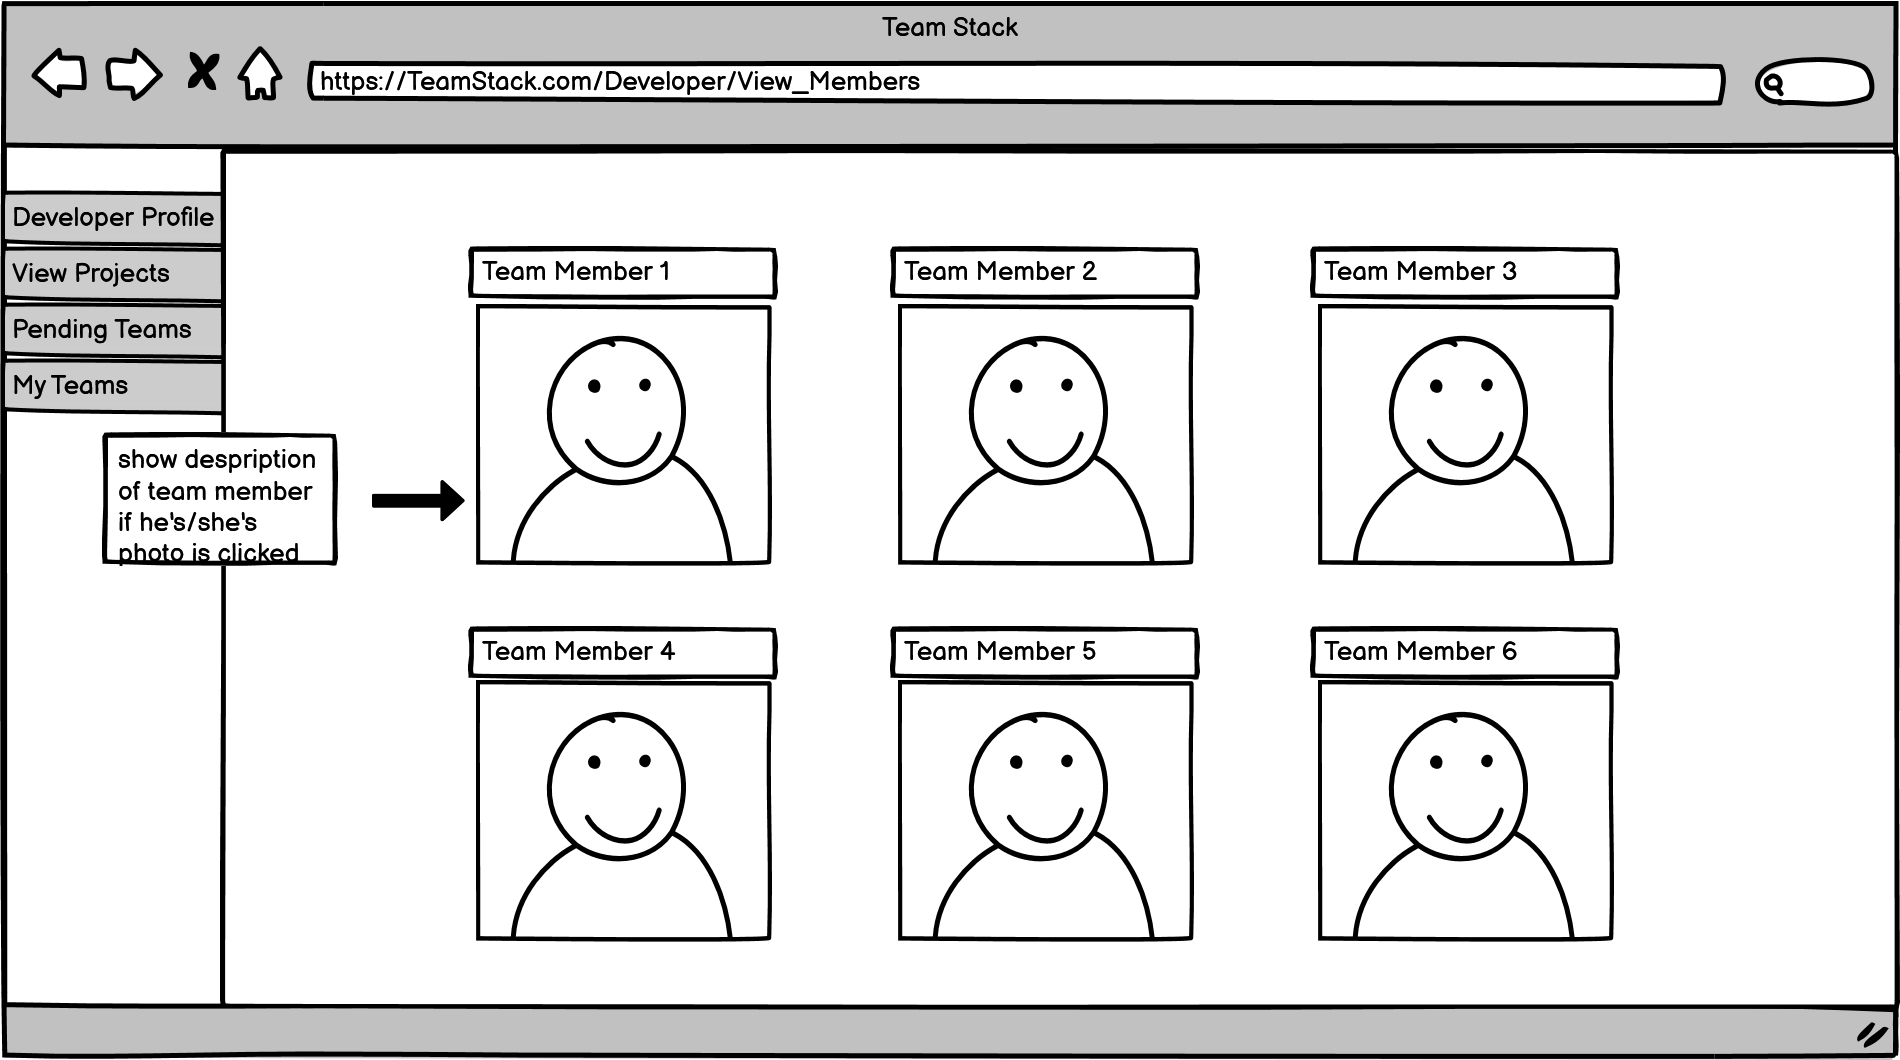 Team Stack
https://TeamStack.com/Developer/View_Members
Developer Profile
View Projects
Pending Teams
My Teams
show despription
of team member
if he's/she's
photo is clicked
Team Member 1
Team Member 2
Team Member 3
Team Member 4
Team Member 5
Team Member 6